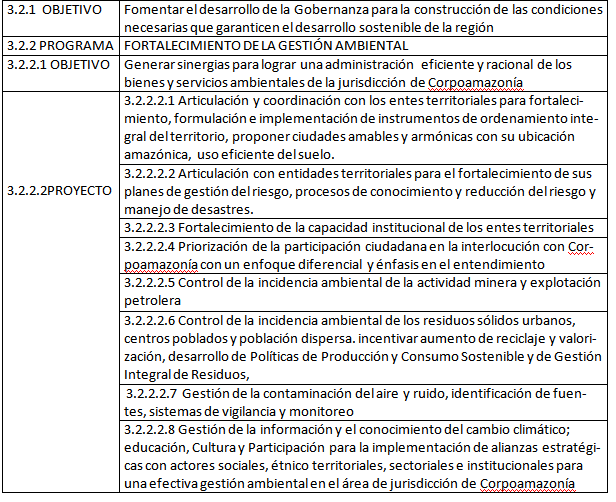 3.2.1 OBJETIVO
Fomentar el desarrollo de la Gobernanza para la construcción de las condiciones
necesarias que garanticen el desarrollo sostenible de la región
3.2.2 PROGRAMA
FORTALECIMIENTO DE LA GESTIÓN AMBIENTAL
3.2.2.1 OBJETIVO
Generar sinergias para lograr una administración eficiente y racional de los
bienes y servicios ambientales de la jurisdicción de Corpoamazonía
3.2.2.2PROYECTO
3.2.2.2.1 Articulación y coordinación con los entes territoriales para fortaleci-
miento, formulación e implementación de instrumentos de ordenamiento inte-
gral del territorio, proponer ciudades amables y armónicas con su ubicación
amazónica, uso eficiente del suelo.
3.2.2.2.2 Articulación con entidades territoriales para el fortalecimiento de sus
planes de gestión del riesgo, procesos de conocimiento y reducción del riesgo y
manejo de desastres.
3.2.2.2.3 Fortalecimiento de la capacidad institucional de los entes territoriales
3.2.2.2.4 Priorización de la participación ciudadana en la interlocución con Cor-
poamazonía con un enfoque diferencial y énfasis en el entendimiento
3.2.2.2.5 Control de la incidencia ambiental de la actividad minera y explotación
petrolera
3.2.2.2.6 Control de la incidencia ambiental de los residuos sólidos urbanos,
centros poblados y población dispersa. incentivar aumento de reciclaje y valori-
zación, desarrollo de Políticas de Producción y Consumo Sostenible y de Gestión
Integral de Residuos,
3.2.2.2.7 Gestión de la contaminación del aire y ruido, identificación de fuen-
tes, sistemas de vigilancia y monitoreo
3.2.2.2.8 Gestión de la información y el conocimiento del cambio climático;
educación, Cultura y Participación para la implementación de alianzas estratégi-
cas con actores sociales, étnico territoriales, sectoriales e institucionales para
una efectiva gestión ambiental en el área de jurisdicción de Corpoamazonía